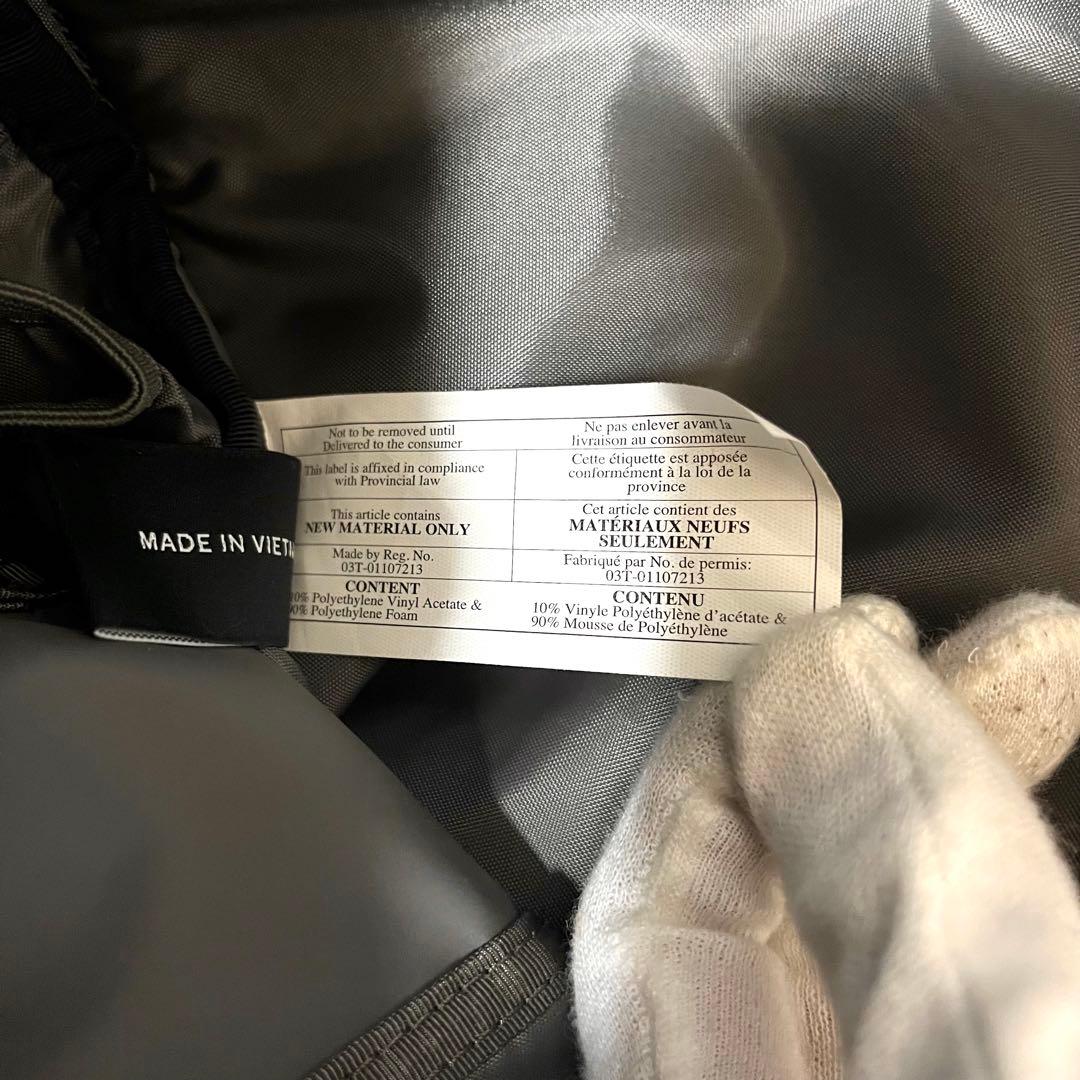 Not to be removed until
Delivered to the consumer
Ne pas enlever avant la
livraison au consommateur
This label is affixed in compliance
with Provincial law
Cette étiquette est apposée
conformément à la loi de la
province
This article contains
NEW MATERIAL ONLY
Cet article contient des
MATÉRIAUX NEUFS
SEULEMENT
Made by Reg. No.
03T-01107213
Fabriqué par No. de permis:
03T-01107213
CONTENT
Polyethylene Vinyl Acetate &
Polyethylene Foam
CONTENU
10% Vinyle Polyéthylène d'acétate &
90% Mousse de Polyéthylène
MADE IN